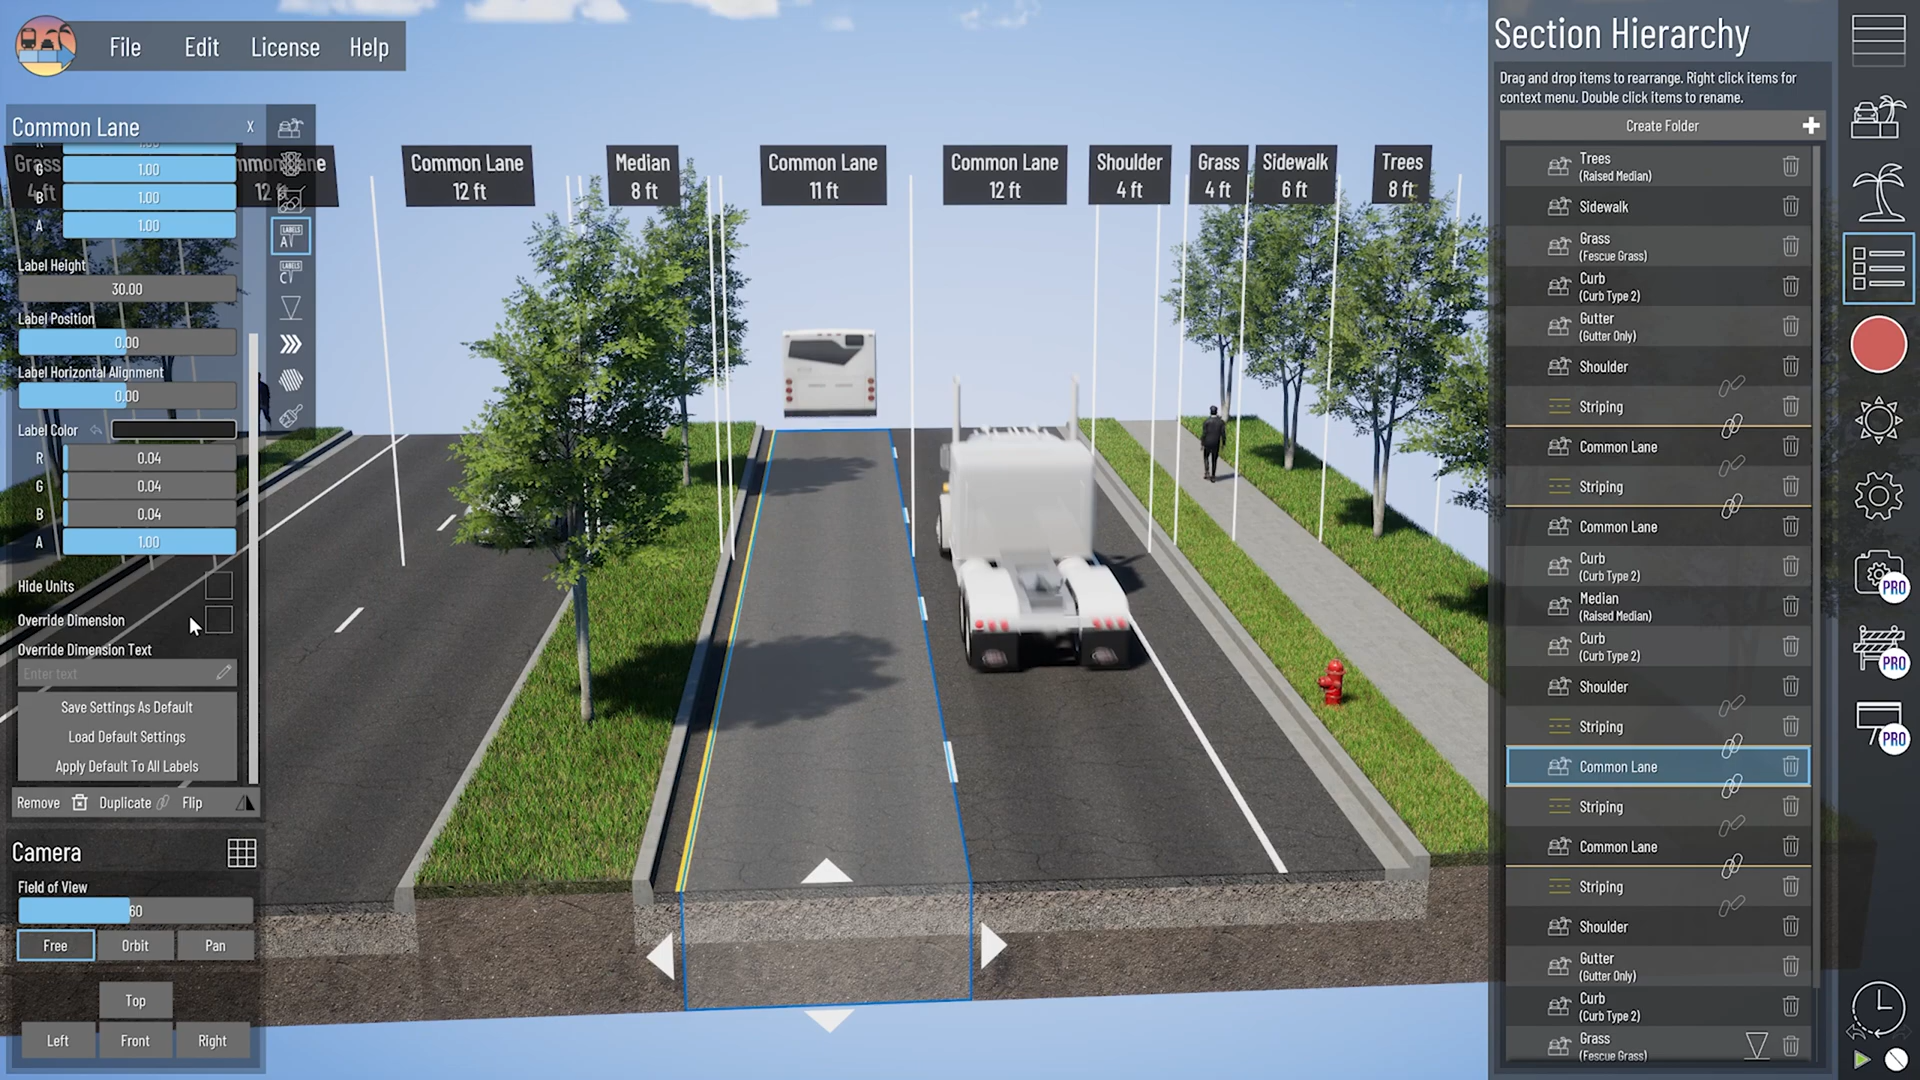 File Edit License Help
Common Lane X
G 1.00
B 1.00
A 1.00
Label Height
30.00
Label Position
0.00
Label Horizontal Alignment
0.00
Label Color
R 0.04
G 0.04
B 0.04
A 1.00
Hide Units
Override Dimension
Override Dimension Text
Enter text
Save Settings As Default
Load Default Settings
Apply Default To All Labels
Remove Duplicate Flip
Camera
Field of View
60
Free Orbit Pan
Top
Left Front Right
LABELS
A
LABELS
C
Grass
4 ft
Common Lane
12 ft
Median
8 ft
Common Lane
11 ft
Common Lane
12 ft
Shoulder
4 ft
Grass
4 ft
Sidewalk
6 ft
Trees
8 ft
Section Hierarchy
Drag and drop items to rearrange. Right click items for
context menu. Double click items to rename.
Create Folder
Trees
(Raised Median)
Sidewalk
Grass
(Fescue Grass)
Curb
(Curb Type 2)
Gutter
(Gutter Only)
Shoulder
Striping
Common Lane
Striping
Common Lane
Curb
(Curb Type 2)
Median
(Raised Median)
Curb
(Curb Type 2)
Shoulder
Striping
Common Lane
Striping
Common Lane
Striping
Shoulder
Gutter
(Gutter Only)
Curb
(Curb Type 2)
Grass
(Fescue Grass)
PRO
PRO
PRO